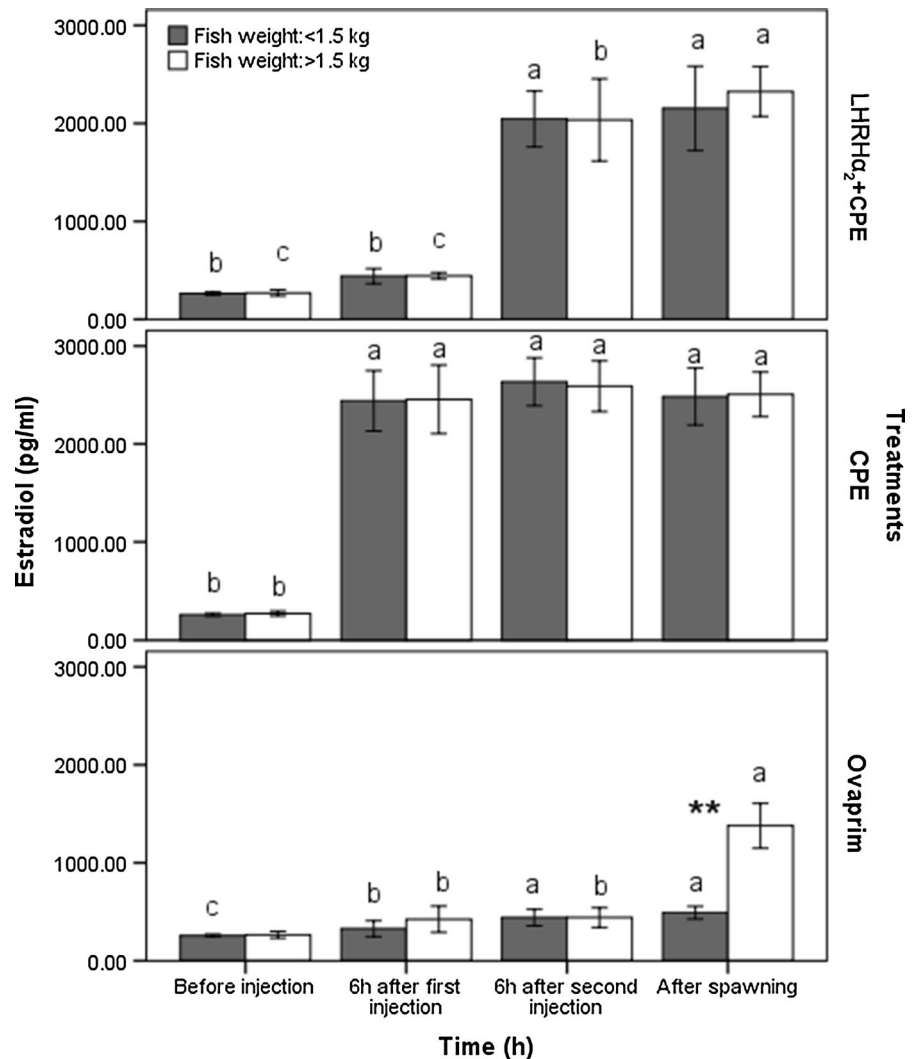 3000.00
Fish weight:<1.5 kg
Fish weight:>1.5 kg
a b a a
2000.00
1000.00
b c b c
0.00
LHRHα₂+CPE
3000.00
a a a a a a
2000.00
1000.00
b b
0.00
CPE
3000.00
2000.00
a
**
1000.00
c b b a b a
0.00
Ovaprim
Estradiol (pg/ml)
Treatments
Before injection
6h after first
injection
6h after second
injection
After spawning
Time (h)